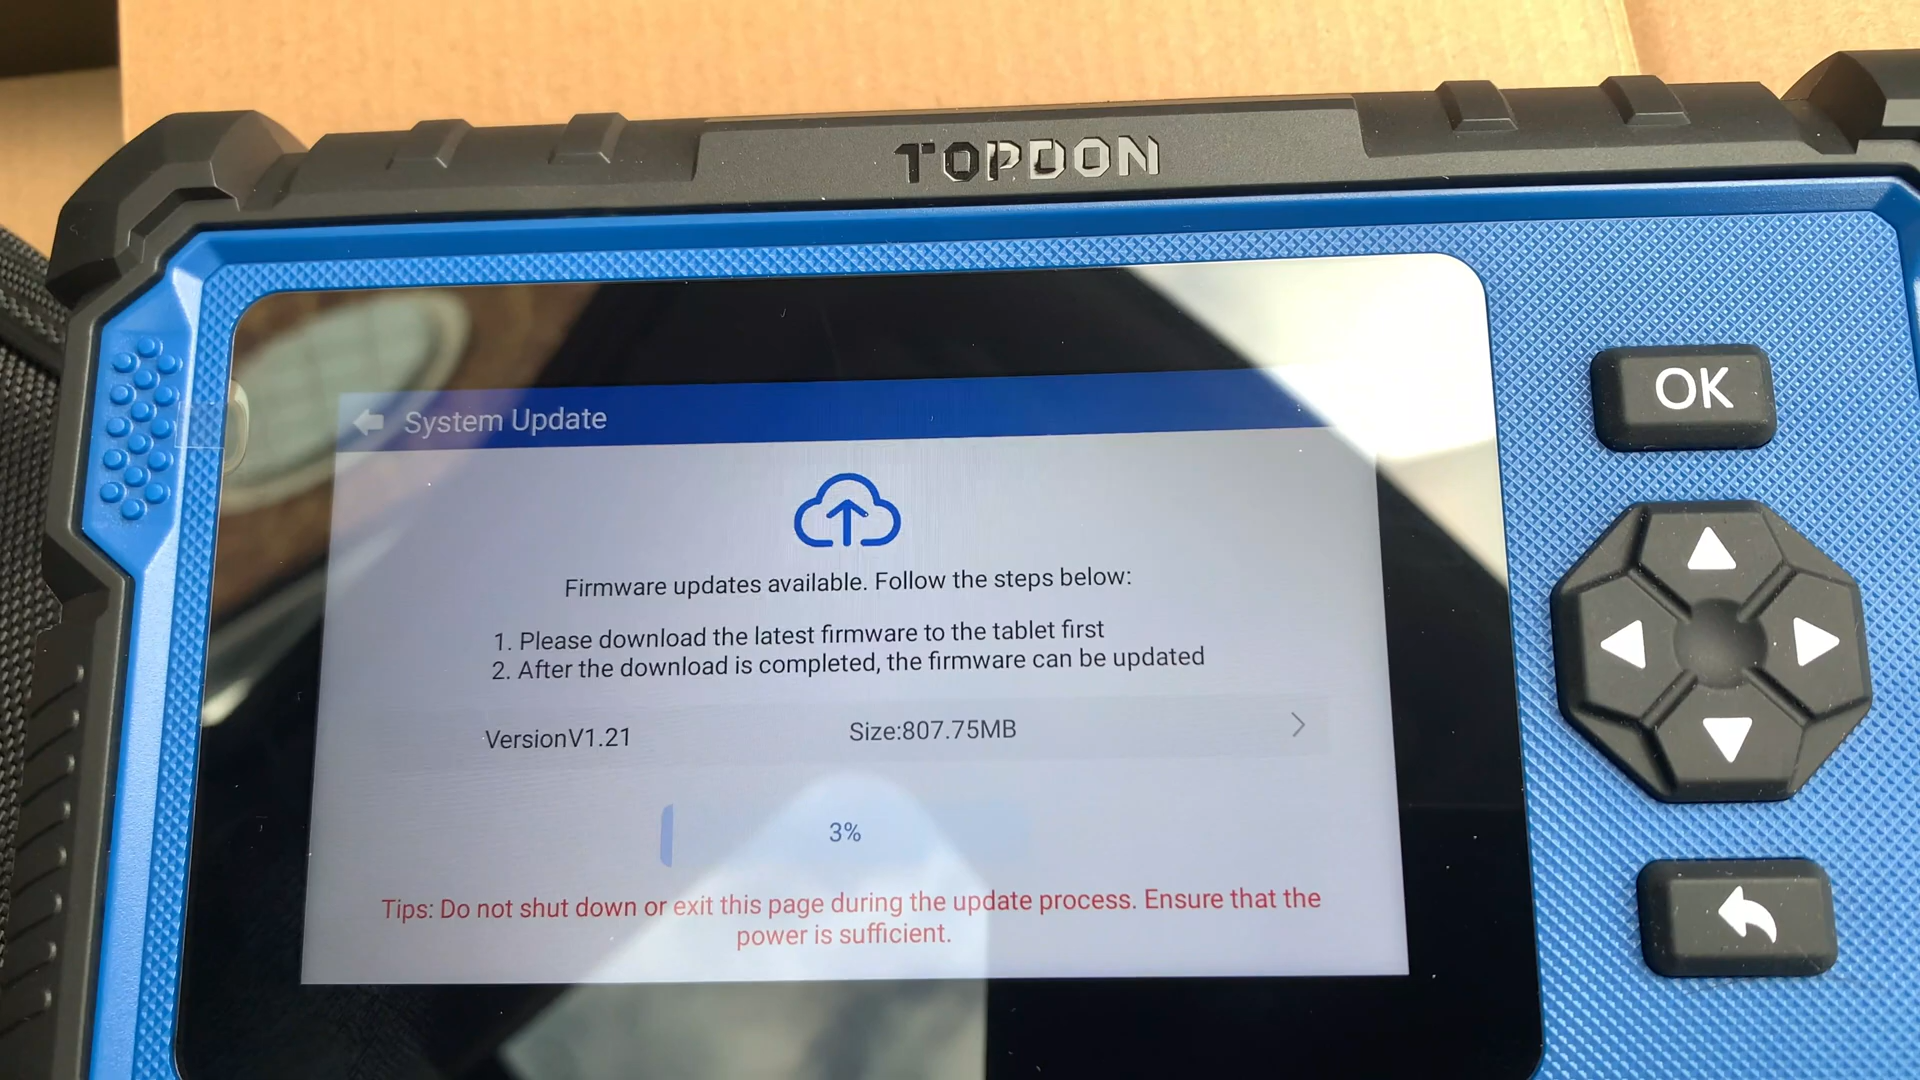 TOPDON
System Update
OK
Firmware updates available. Follow the steps below:
1. Please download the latest firmware to the tablet first
2. After the download is completed, the firmware can be updated
VersionV1.21 Size:807.75MB
3%
Tips: Do not shut down or exit this page during the update process. Ensure that the
power is sufficient.